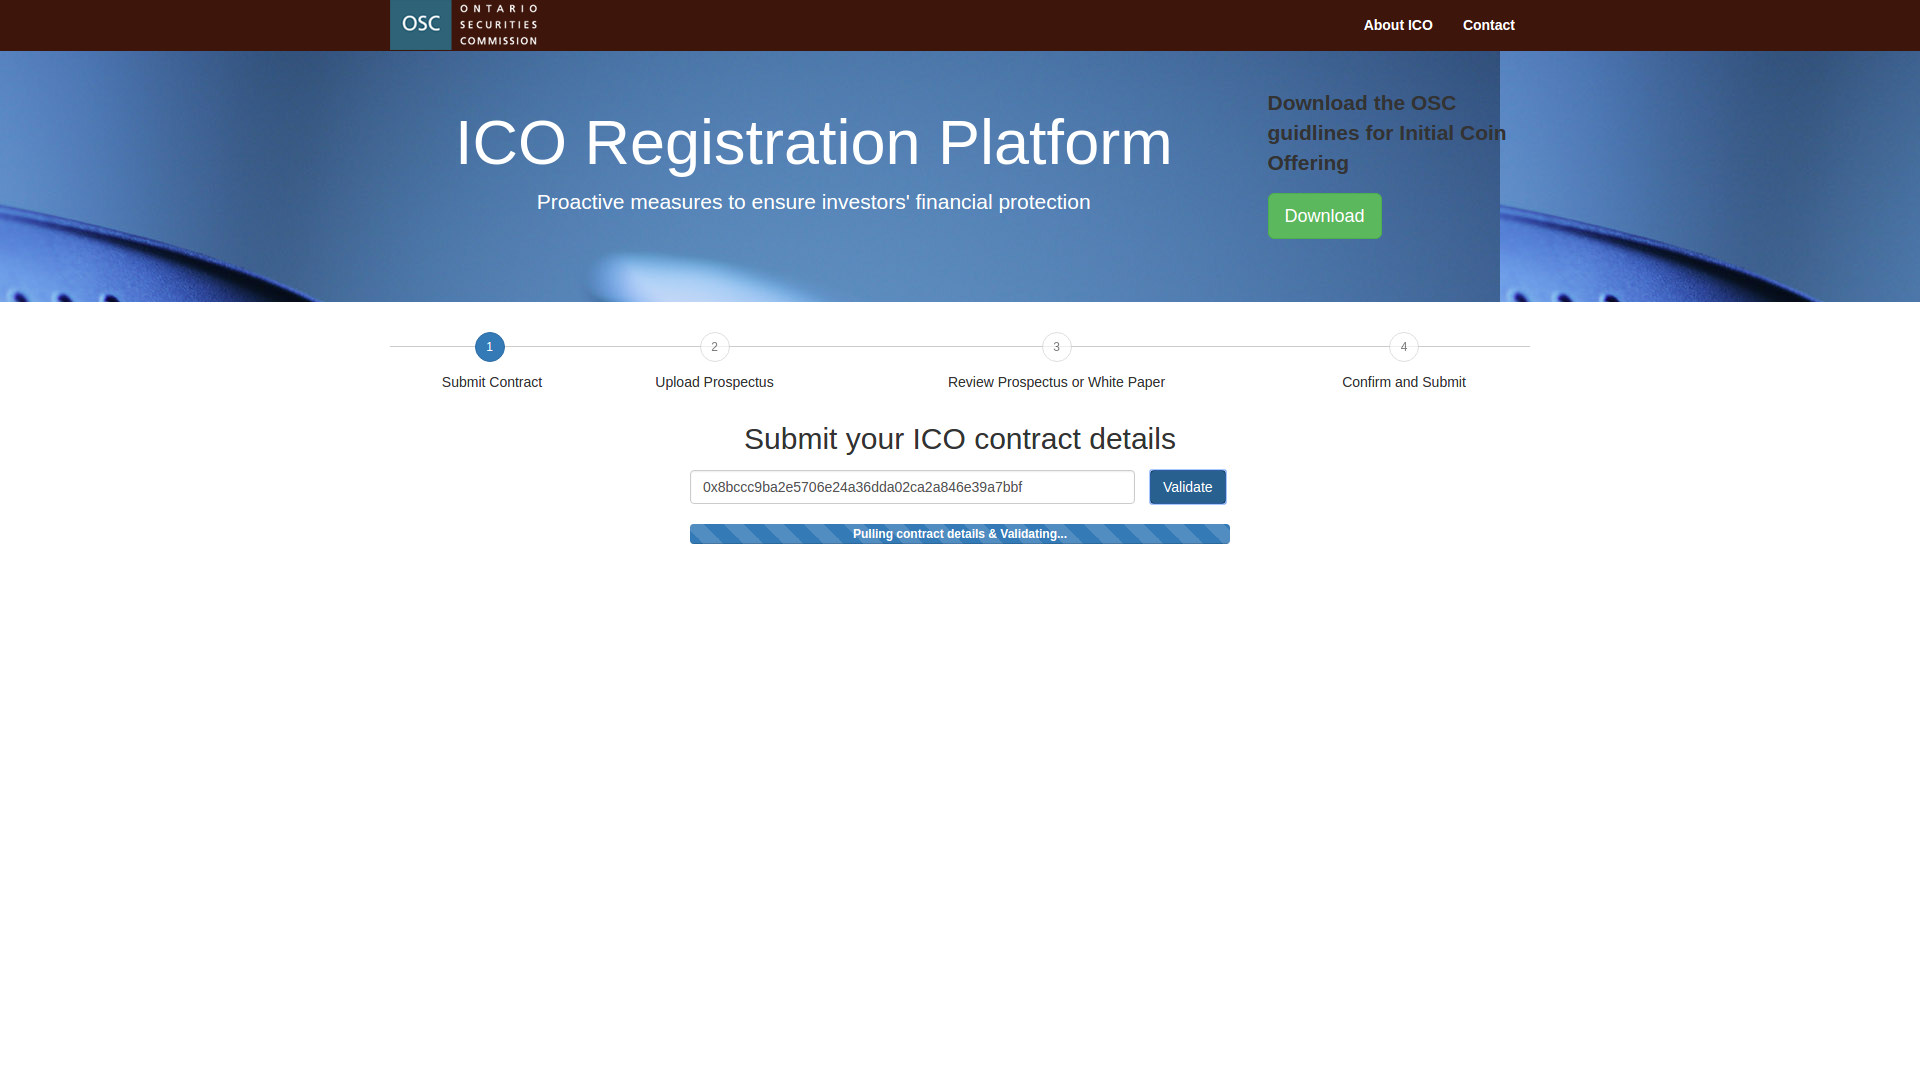 OSC
ONTARIO
SECURITIES
COMMISSION
About ICO
Contact
ICO Registration Platform
Proactive measures to ensure investors' financial protection
Download the OSC
guidlines for Initial Coin
Offering
Download
1
Submit Contract
2
Upload Prospectus
3
Review Prospectus or White Paper
4
Confirm and Submit
Submit your ICO contract details
0x8bccc9ba2e5706e24a36dda02ca2a846e39a7bbf
Validate
Pulling contract details & Validating...